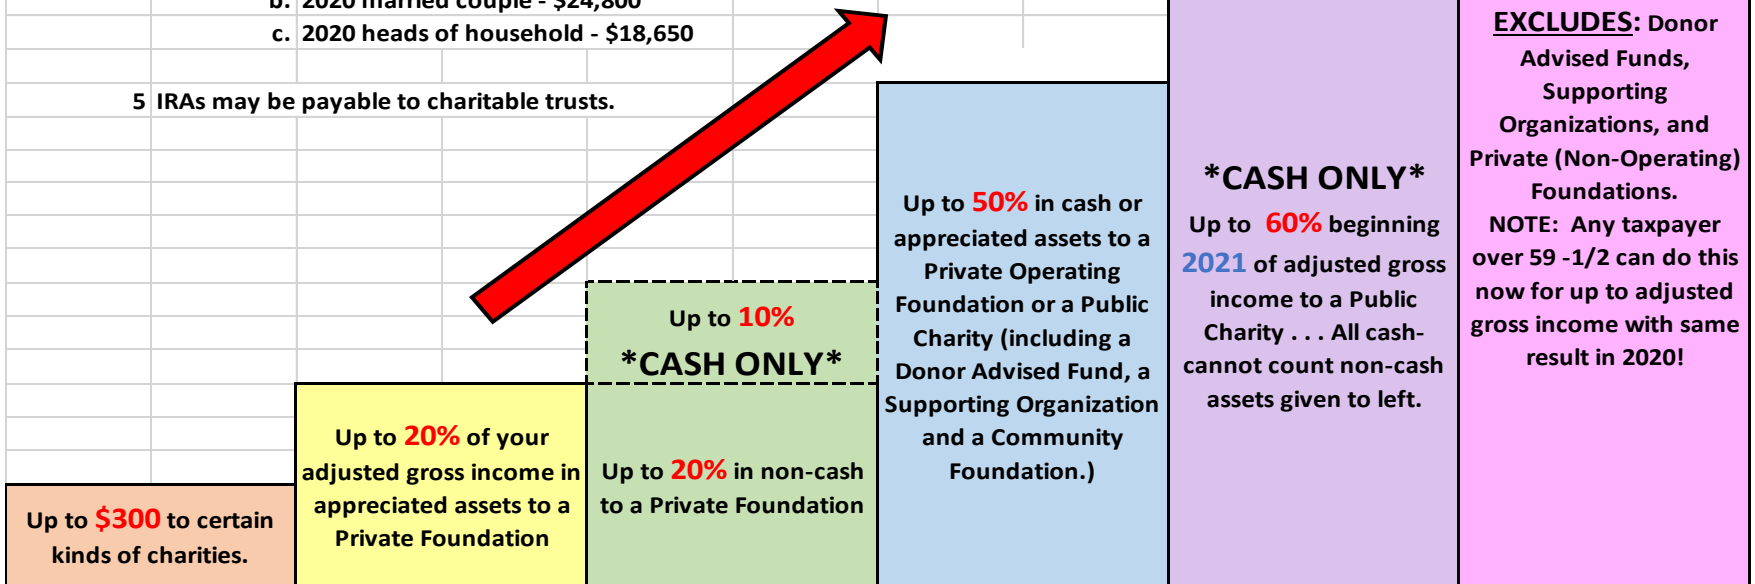 b. 2020 married couple - $24,800
c. 2020 heads of household - $18,650
5 IRAs may be payable to charitable trusts.
Up to $300 to certain
kinds of charities.
Up to 20% of your
adjusted gross income in
appreciated assets to a
Private Foundation
Up to 10%
*CASH ONLY*
Up to 20% in non-cash
to a Private Foundation
Up to 50% in cash or
appreciated assets to a
Private Operating
Foundation or a Public
Charity (including a
Donor Advised Fund, a
Supporting Organization
and a Community
Foundation.)
*CASH ONLY*
Up to 60% beginning
2021 of adjusted gross
income to a Public
Charity . . . All cash-
cannot count non-cash
assets given to left.
EXCLUDES: Donor
Advised Funds,
Supporting
Organizations, and
Private (Non-Operating)
Foundations.
NOTE: Any taxpayer
over 59 -1/2 can do this
now for up to adjusted
gross income with same
result in 2020!